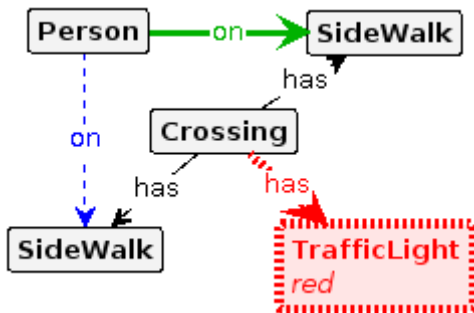 Person
on
SideWalk
has
on
Crossing
has
has
SideWalk
TrafficLight
red